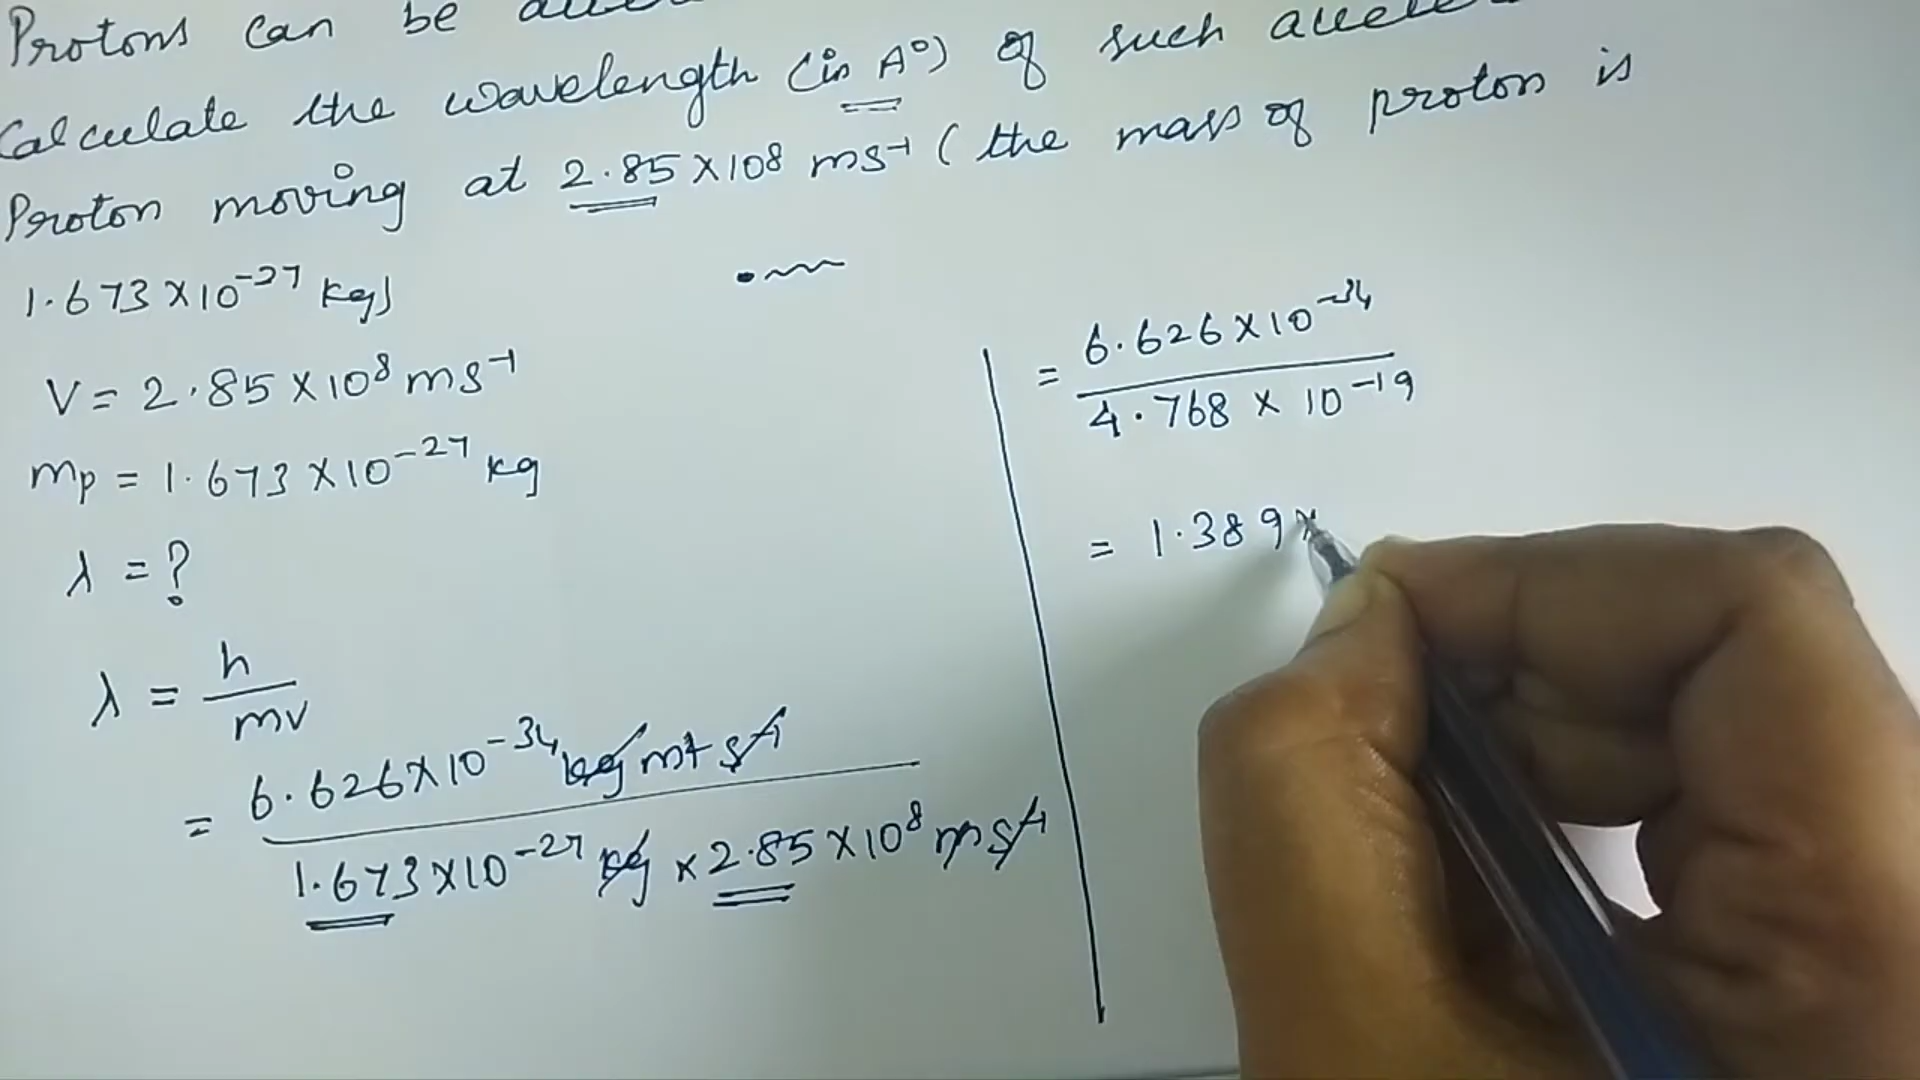 Protons can be
Calculate the wavelength (in A°) of such
Proton moving at 2.85 × 10⁸ ms⁻¹ (the mass of proton is
1.673 × 10⁻²⁷ kg)
V = 2.85 × 10⁸ ms⁻¹
mp = 1.673 × 10⁻²⁷ kg
λ = ?
λ = h / mv
= 6.626 × 10⁻³⁴ kg m² s⁻¹ / 1.673 × 10⁻²⁷ kg × 2.85 × 10⁸ ms⁻¹
= 6.626 × 10⁻³⁴ / 4.768 × 10⁻¹⁹
= 1.389 ×